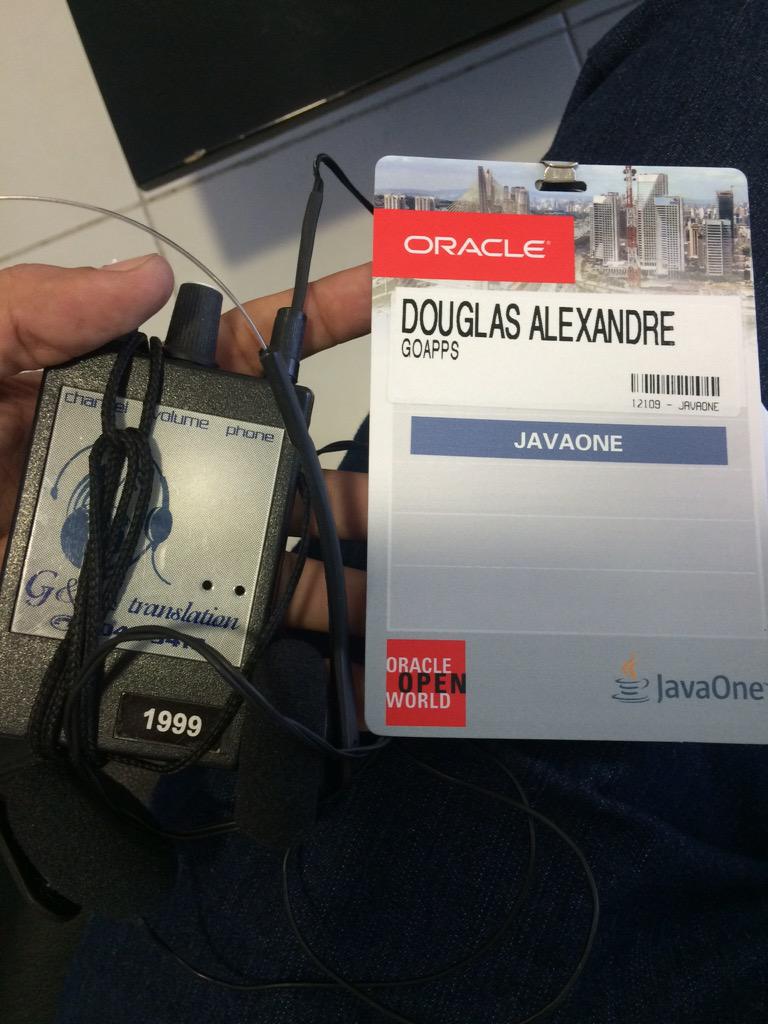 channel volume phone
translation
1999
ORACLE
DOUGLAS ALEXANDRE
GOAPPS
12109 - JAVAONE
JAVAONE
ORACLE
OPEN
WORLD
JavaOne